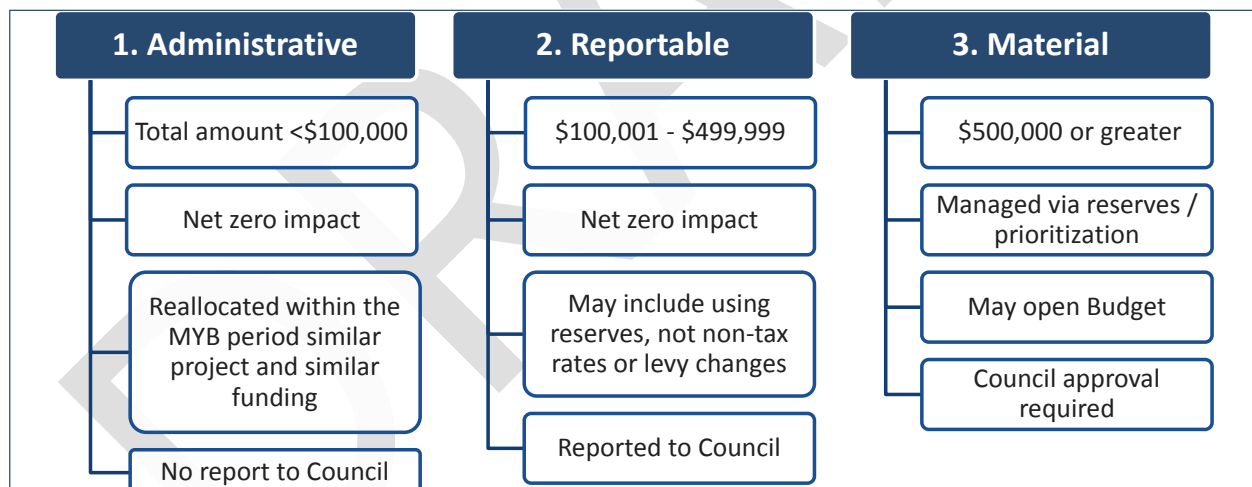 1. Administrative
Total amount <$100,000
Net zero impact
Reallocated within the
MYB period similar
project and similar
funding
No report to Council
2. Reportable
$100,001 - $499,999
Net zero impact
May include using
reserves, not non-tax
rates or levy changes
Reported to Council
3. Material
$500,000 or greater
Managed via reserves /
prioritization
May open Budget
Council approval
required